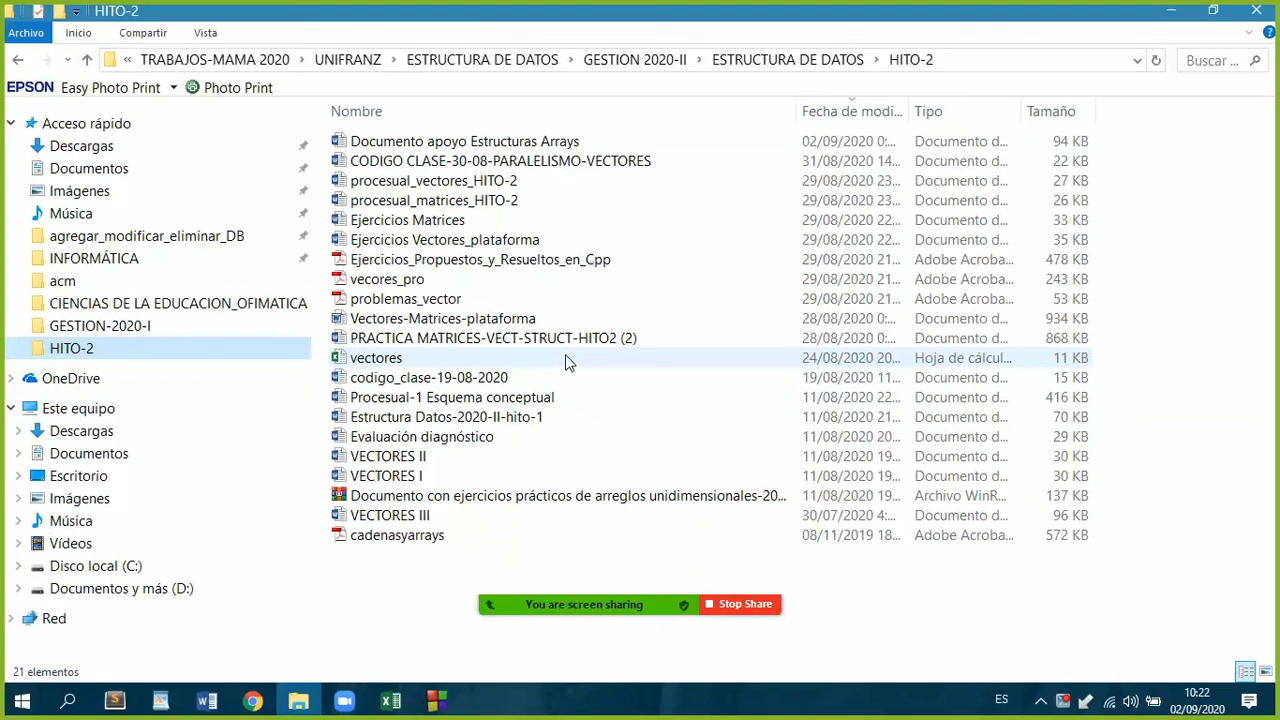 HITO-2
Archivo Inicio Compartir Vista
« TRABAJOS-MAMA 2020 > UNIFRANZ > ESTRUCTURA DE DATOS > GESTION 2020-II > ESTRUCTURA DE DATOS > HITO-2 Buscar ...
EPSON Easy Photo Print Photo Print
Nombre Fecha de modi... Tipo Tamaño
Acceso rápido
Descargas
Documentos
Imágenes
Música
agregar_modificar_eliminar_DB
INFORMÁTICA
acm
CIENCIAS DE LA EDUCACION_OFIMATICA
GESTION-2020-I
HITO-2
OneDrive
Este equipo
Descargas
Documentos
Escritorio
Imágenes
Música
Vídeos
Disco local (C:)
Documentos y más (D:)
Red
Documento apoyo Estructuras Arrays 02/09/2020 0:... Documento d... 94 KB
CODIGO CLASE-30-08-PARALELISMO-VECTORES 31/08/2020 14... Documento d... 22 KB
procesual_vectores_HITO-2 29/08/2020 23... Documento d... 27 KB
procesual_matrices_HITO-2 29/08/2020 23... Documento d... 26 KB
Ejercicios Matrices 29/08/2020 22... Documento d... 33 KB
Ejercicios Vectores_plataforma 29/08/2020 22... Documento d... 35 KB
Ejercicios_Propuestos_y_Resueltos_en_Cpp 29/08/2020 21... Adobe Acroba... 478 KB
vecores_pro 29/08/2020 21... Adobe Acroba... 243 KB
problemas_vector 29/08/2020 21... Adobe Acroba... 53 KB
Vectores-Matrices-plataforma 29/08/2020 21... Documento d... 934 KB
PRACTICA MATRICES-VECT-STRUCT-HITO2 (2) 28/08/2020 0:... Documento d... 868 KB
vectores 24/08/2020 20... Hoja de cálcul... 11 KB
codigo_clase-19-08-2020 19/08/2020 11... Documento d... 15 KB
Procesual-1 Esquema conceptual 11/08/2020 22... Documento d... 416 KB
Estructura Datos-2020-II-hito-1 11/08/2020 21... Documento d... 70 KB
Evaluación diagnóstico 11/08/2020 20... Documento d... 29 KB
VECTORES II 11/08/2020 19... Documento d... 30 KB
VECTORES I 11/08/2020 19... Documento d... 30 KB
Documento con ejercicios prácticos de arreglos unidimensionales-20... 11/08/2020 19... Archivo WinR... 137 KB
VECTORES III 30/07/2020 4:... Documento d... 96 KB
cadenasyarrays 08/11/2019 18... Adobe Acroba... 572 KB
You are screen sharing Stop Share
21 elementos
ES 10:22
02/09/2020